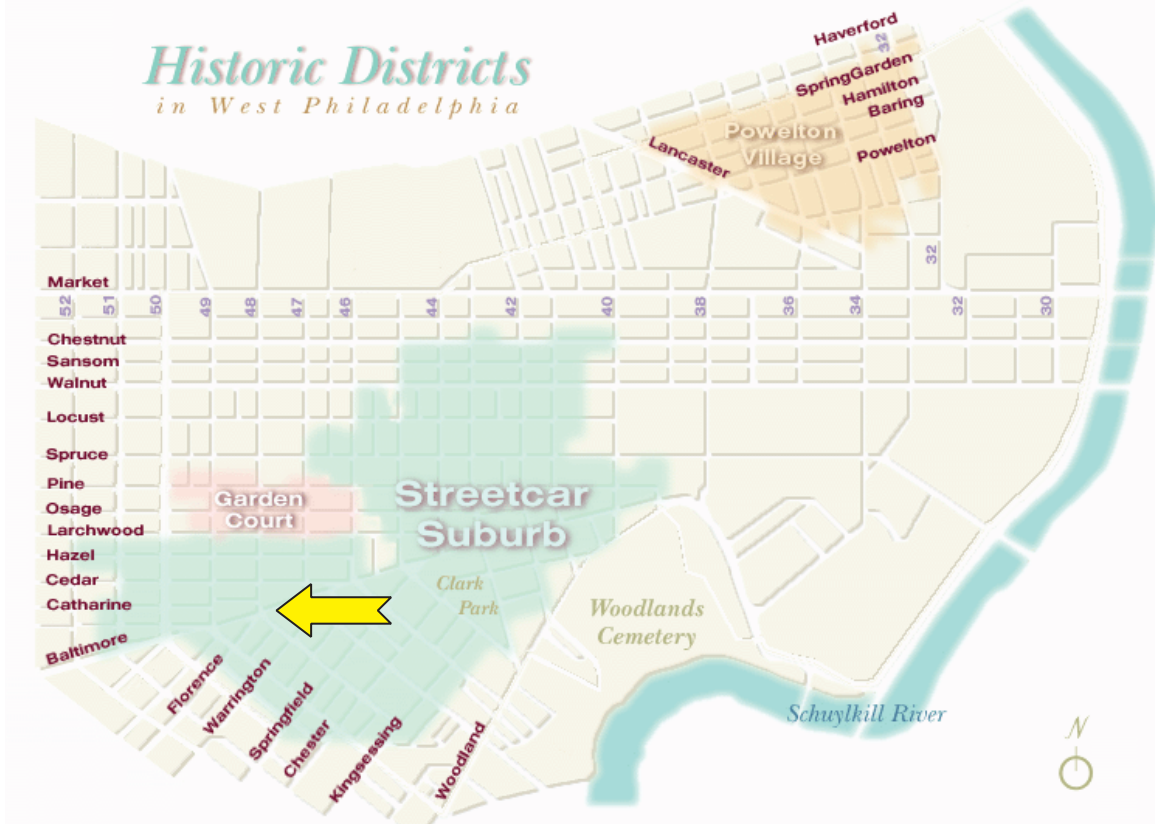 Historic Districts
in West Philadelphia
Haverford
32
SpringGarden
Hamilton
Baring
Powelton
Village
Lancaster
Powelton
32
Market
52 51 50 49 48 47 46 44 42 40 38 36 34 32 30
Chestnut
Sansom
Walnut
Locust
Spruce
Pine
Osage
Larchwood
Hazel
Cedar
Catharine
Baltimore
Garden
Court
Streetcar
Suburb
Clark
Park
Woodlands
Cemetery
Florence
Warrington
Springfield
Chester
Kingsessing
Woodland
Schuylkill River
N